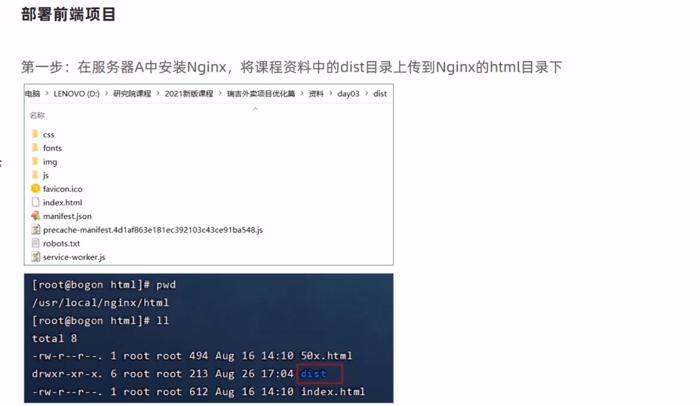 部署前端项目
第一步：在服务器A中安装Nginx，将课程资料中的dist目录上传到Nginx的html目录下
电脑 > LENOVO (D:) > 研究院课程 > 2021新版课程 > 瑞吉外卖项目优化篇 > 资料 > day03 > dist
名称
css
fonts
img
js
favicon.ico
index.html
manifest.json
precache-manifest.4d1af863e181ec392103c43ce91ba548.js
robots.txt
service-worker.js
[root@bogon html]# pwd
/usr/local/nginx/html
[root@bogon html]# ll
total 8
-rw-r--r--. 1 root root 494 Aug 16 14:10 50x.html
drwxr-xr-x. 6 root root 213 Aug 26 17:04 dist
-rw-r--r--. 1 root root 612 Aug 16 14:10 index.html